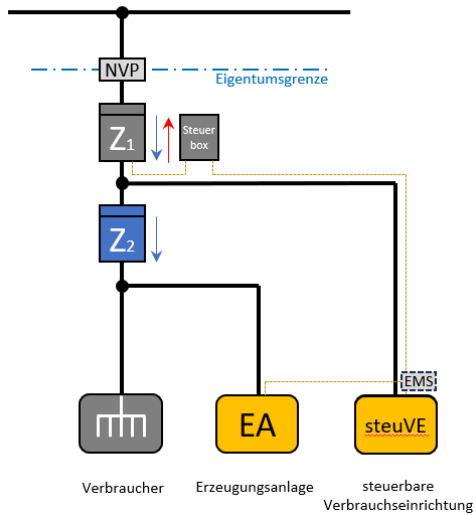 NVP
Eigentumsgrenze
Z1
Steuer
box
Z2
EMS
EA
steuVE
Verbraucher
Erzeugungsanlage
steuerbare
Verbrauchseinrichtung